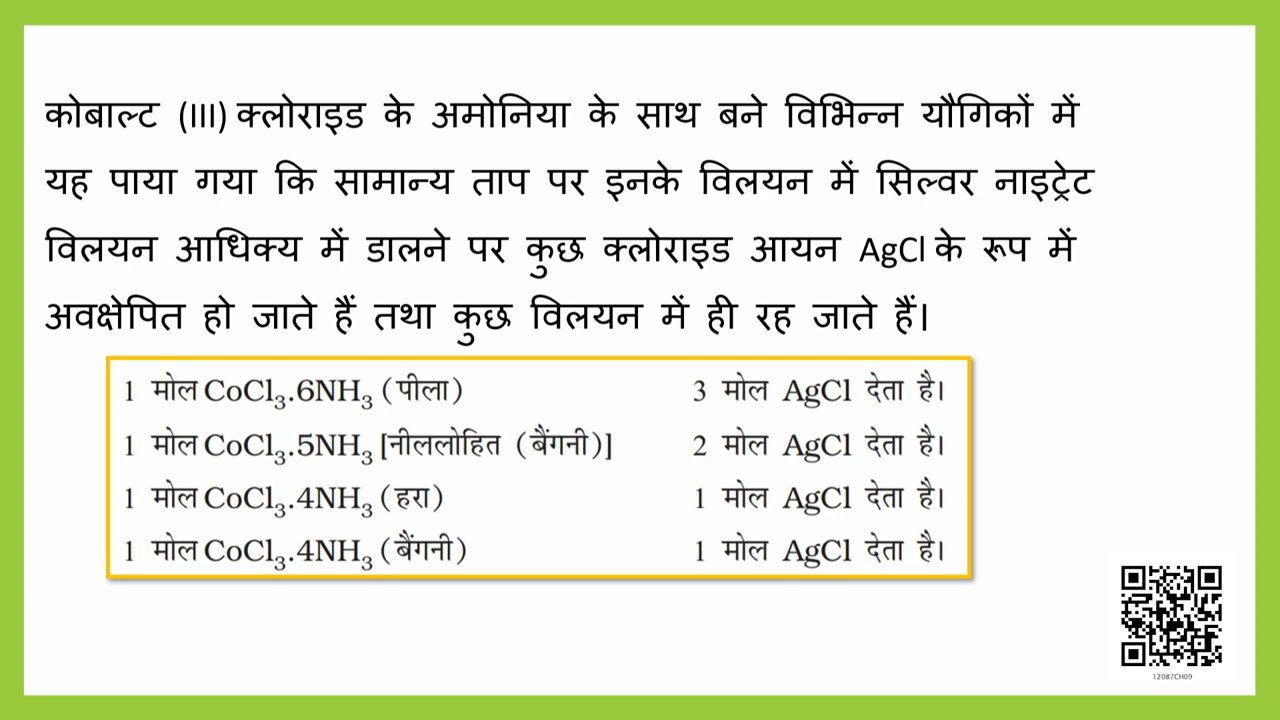 कोबाल्ट (III) क्लोराइड के अमोनिया के साथ बने विभिन्न यौगिकों में
यह पाया गया कि सामान्य ताप पर इनके विलयन में सिल्वर नाइट्रेट
विलयन आधिक्य में डालने पर कुछ क्लोराइड आयन AgCl के रूप में
अवक्षेपित हो जाते हैं तथा कुछ विलयन में ही रह जाते हैं।
1 मोल CoCl₃.6NH₃ (पीला) 3 मोल AgCl देता है।
1 मोल CoCl₃.5NH₃ [नीललोहित (बैंगनी)] 2 मोल AgCl देता है।
1 मोल CoCl₃.4NH₃ (हरा) 1 मोल AgCl देता है।
1 मोल CoCl₃.4NH₃ (बैंगनी) 1 मोल AgCl देता है।
12087CH09